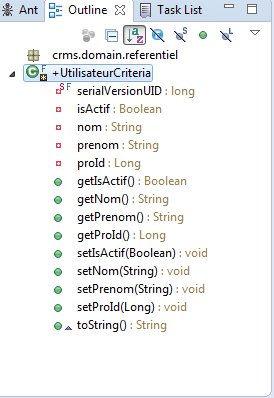 Ant Outline Task List
crms.domain.referentiel
+UtilisateurCriteria
serialVersionUID : long
isActif : Boolean
nom : String
prenom : String
proId : Long
getIsActif() : Boolean
getNom() : String
getPrenom() : String
getProId() : Long
setIsActif(Boolean) : void
setNom(String) : void
setPrenom(String) : void
setProId(Long) : void
toString() : String